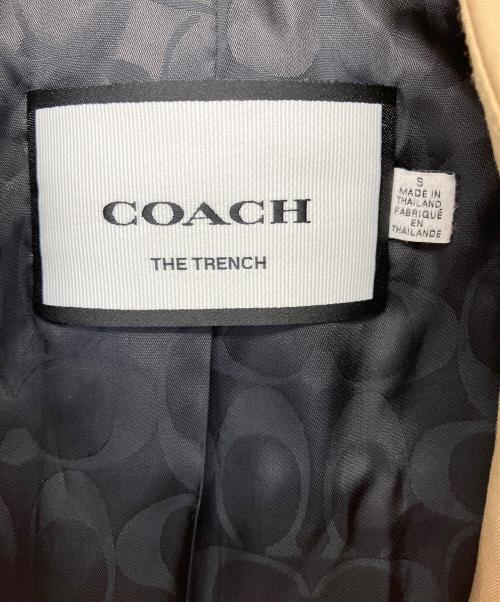 COACH
THE TRENCH
S
MADE IN
THAILAND
FABRIQUÉ
EN
THAILANDE